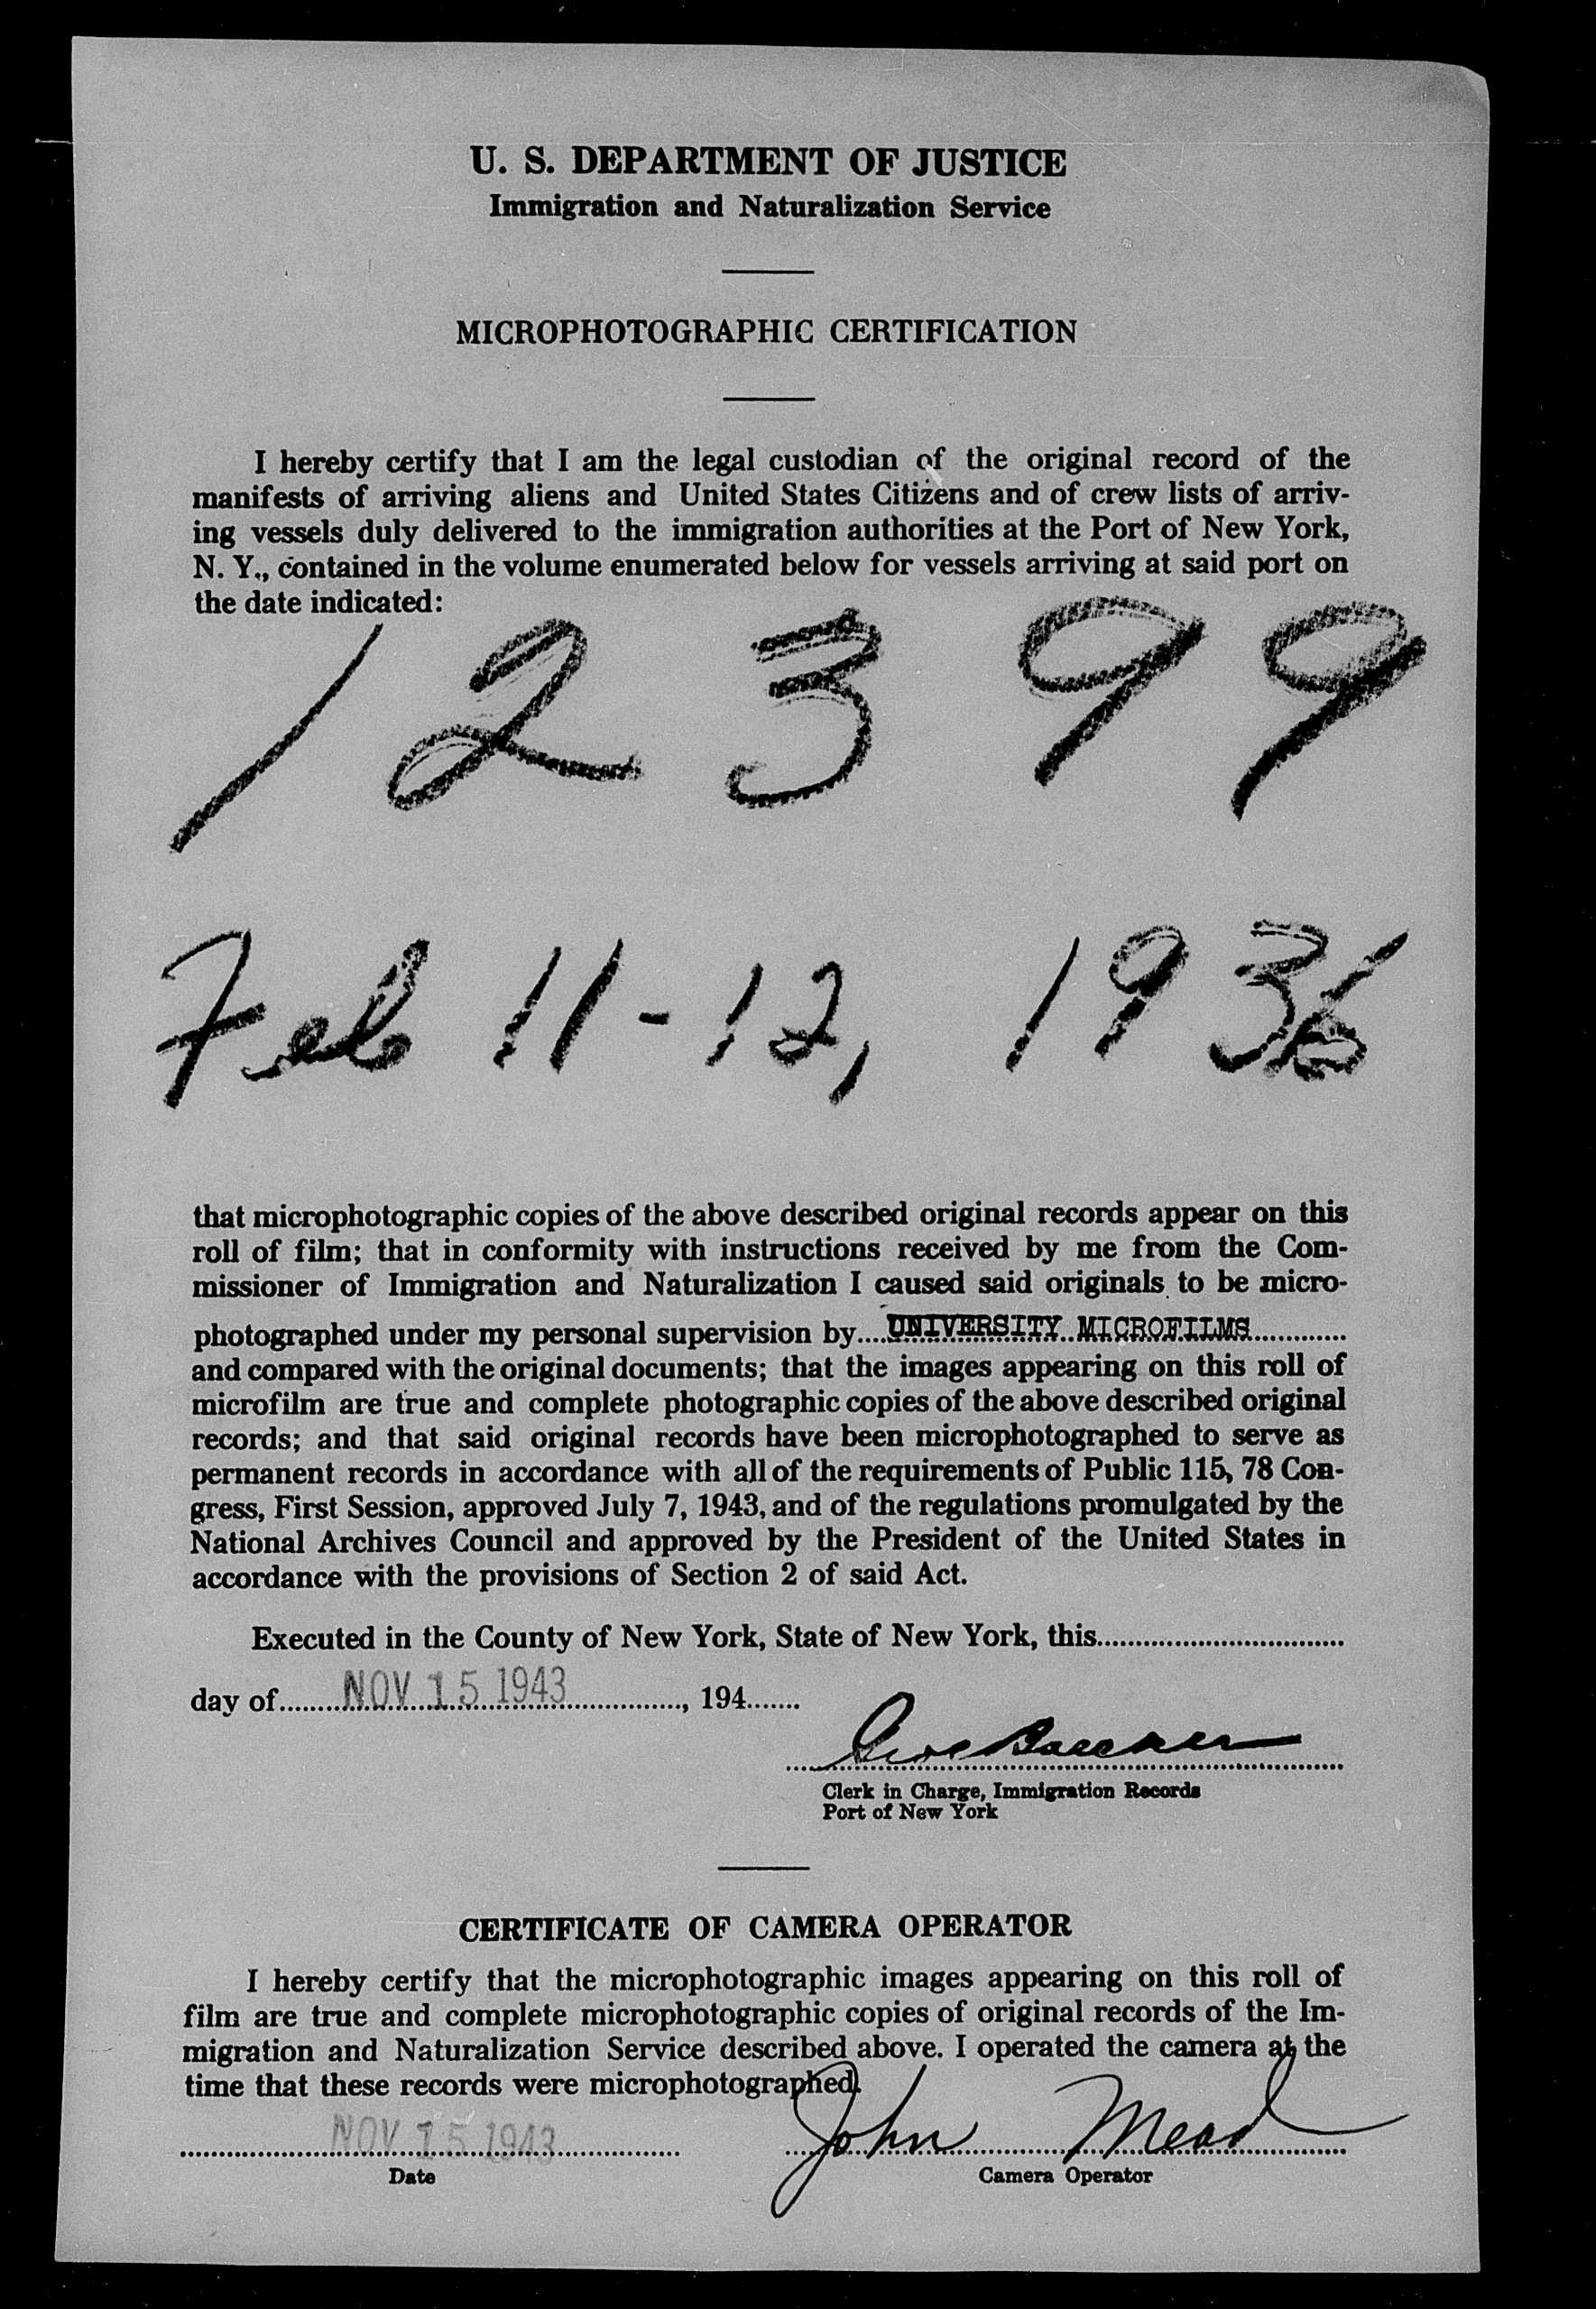 U. S. DEPARTMENT OF JUSTICE
Immigration and Naturalization Service
MICROPHOTOGRAPHIC CERTIFICATION
I hereby certify that I am the legal custodian of the original record of the
manifests of arriving aliens and United States Citizens and of crew lists of arriv-
ing vessels duly delivered to the immigration authorities at the Port of New York,
N. Y., contained in the volume enumerated below for vessels arriving at said port on
the date indicated:
12399
Feb 11-12, 1936
that microphotographic copies of the above described original records appear on this
roll of film; that in conformity with instructions received by me from the Com-
missioner of Immigration and Naturalization I caused said originals to be micro-
photographed under my personal supervision by....UNIVERSITY MICROFILMS............
and compared with the original documents; that the images appearing on this roll of
microfilm are true and complete photographic copies of the above described original
records; and that said original records have been microphotographed to serve as
permanent records in accordance with all of the requirements of Public 115, 78 Con-
gress, First Session, approved July 7, 1943, and of the regulations promulgated by the
National Archives Council and approved by the President of the United States in
accordance with the provisions of Section 2 of said Act.
Executed in the County of New York, State of New York, this................................
day of........NOV 15 1943..............., 194.......
Clerk in Charge, Immigration Records
Port of New York
CERTIFICATE OF CAMERA OPERATOR
I hereby certify that the microphotographic images appearing on this roll of
film are true and complete microphotographic copies of original records of the Im-
migration and Naturalization Service described above. I operated the camera at the
time that these records were microphotographed.
NOV 15 1943 John Mead
Date Camera Operator